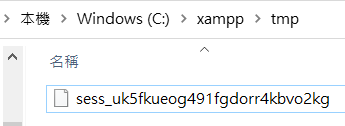 本機 > Windows (C:) > xampp > tmp
名稱
sess_uk5fkueog491fgdorr4kbvo2kg